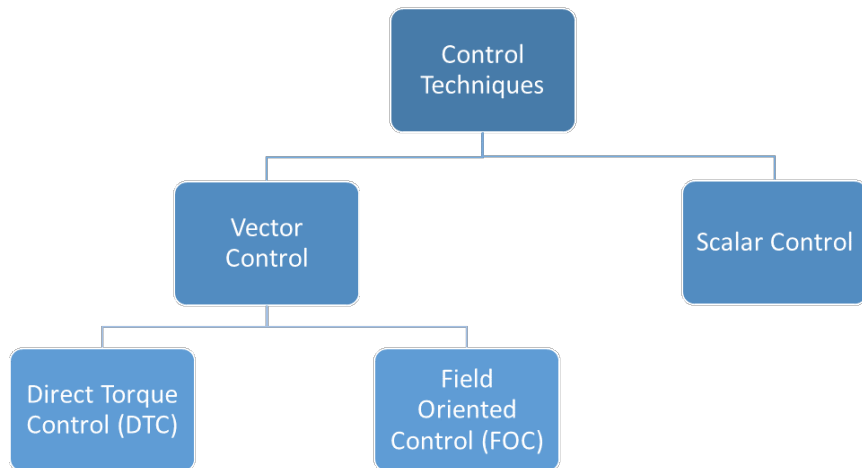 Control
Techniques
Vector
Control
Scalar Control
Direct Torque
Control (DTC)
Field
Oriented
Control (FOC)